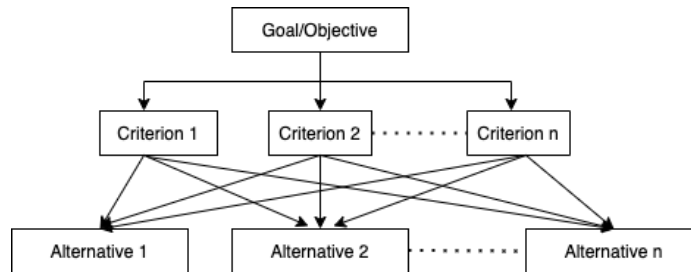 Goal/Objective
Criterion 1
Criterion 2
Criterion n
Alternative 1
Alternative 2
Alternative n